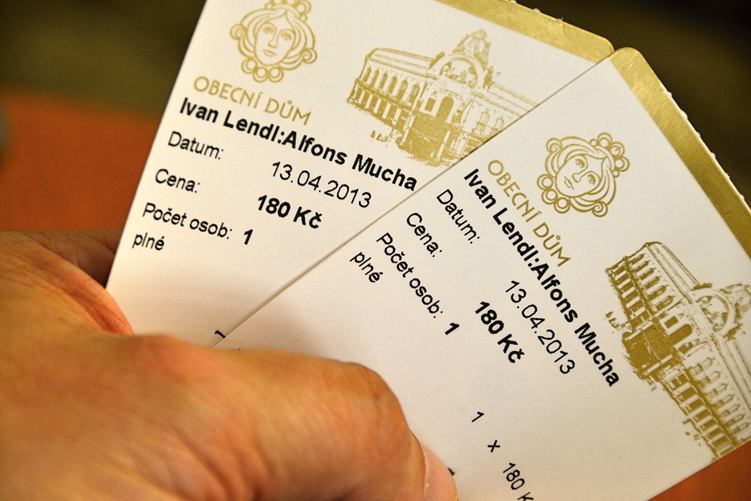 OBECNÍ DŮM
Ivan Lendl:Alfons Mucha
Datum: 13.04.2013
Cena: 180 Kč
Počet osob: 1
plné
OBECNÍ DŮM
Ivan Lendl:Alfons Mucha
Datum: 13.04.2013
Cena: 180 Kč
Počet osob: 1
plné
1 x 180 K